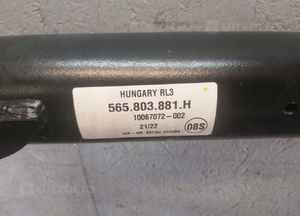 HUNGARY RL3
565.803.881.H
10067072-002
21/22
OBS